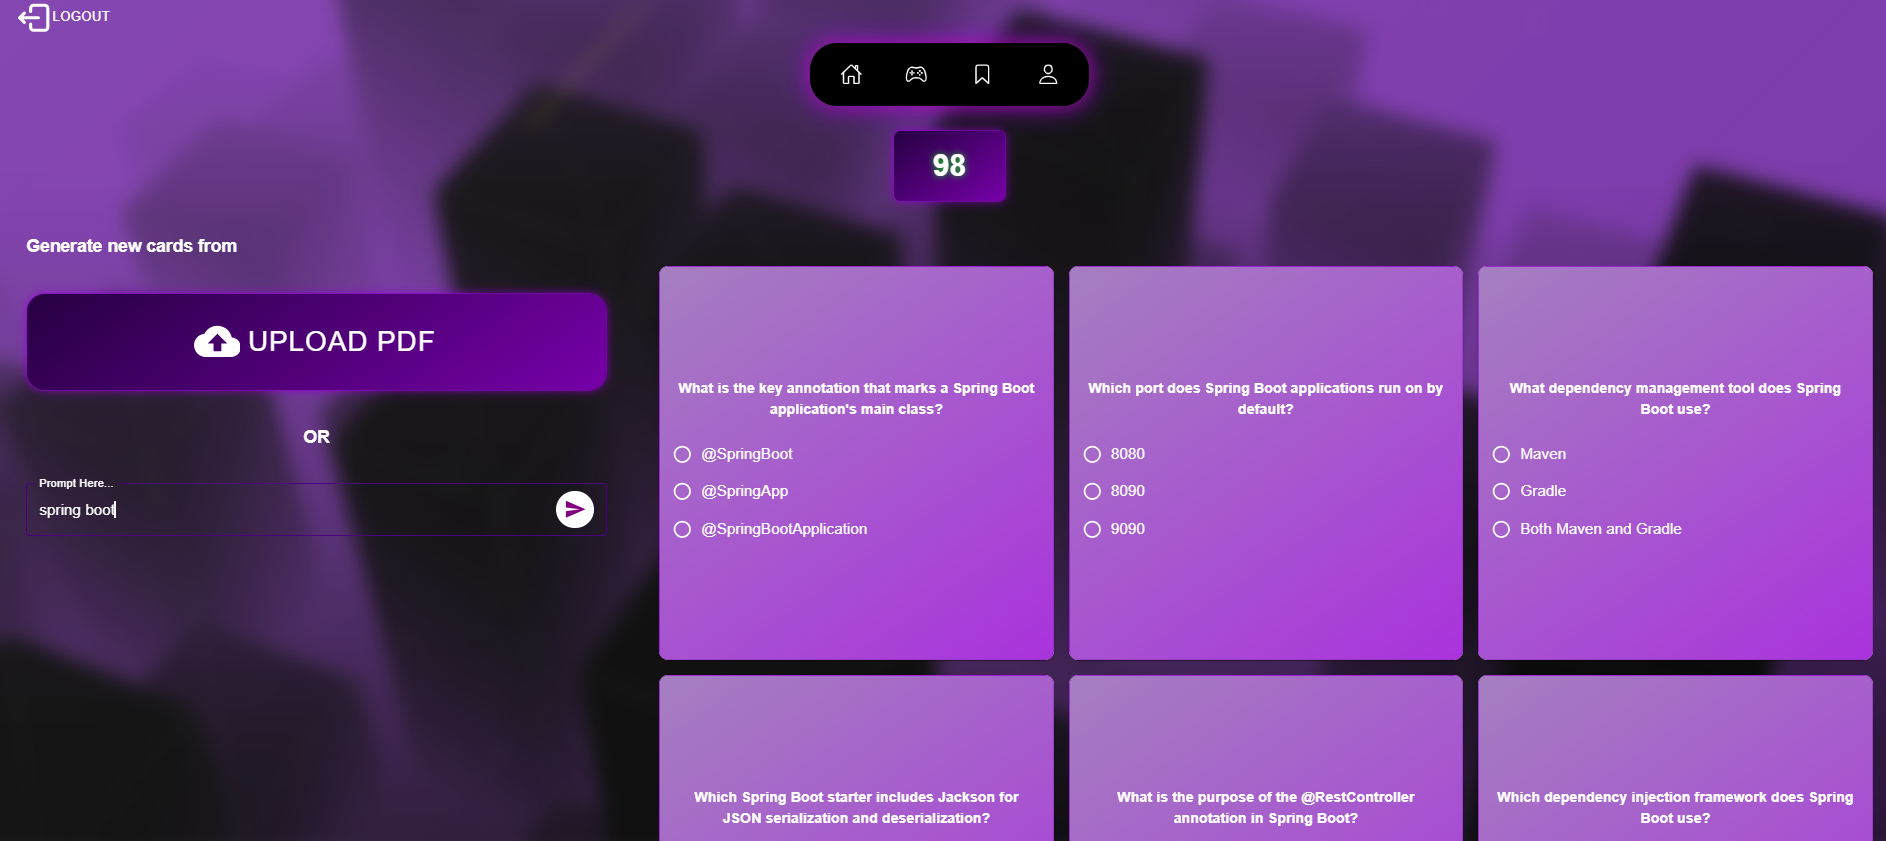 LOGOUT
98
Generate new cards from
UPLOAD PDF
OR
Prompt Here...
spring boot
What is the key annotation that marks a Spring Boot
application's main class?
@SpringBoot
@SpringApp
@SpringBootApplication
Which port does Spring Boot applications run on by
default?
8080
8090
9090
What dependency management tool does Spring
Boot use?
Maven
Gradle
Both Maven and Gradle
Which Spring Boot starter includes Jackson for
JSON serialization and deserialization?
What is the purpose of the @RestController
annotation in Spring Boot?
Which dependency injection framework does Spring
Boot use?